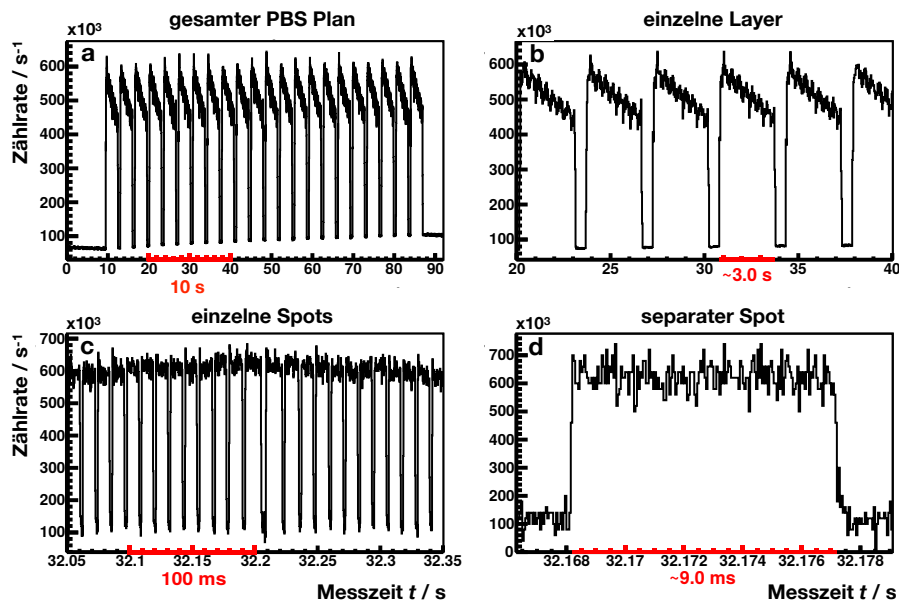 gesamter PBS Plan
einzelne Layer
x10³
a
600
500
400
300
200
100
0 10 20 30 40 50 60 70 80 90
10 s
Zählrate / s⁻¹
x10³
b
600
500
400
300
200
100
20 25 30 35 40
~3.0 s
einzelne Spots
separater Spot
x10³
c
700
600
500
400
300
200
100
32.05 32.1 32.15 32.2 32.25 32.3 32.35
100 ms
Zählrate / s⁻¹
Messzeit t / s
x10³
d
700
600
500
400
300
200
100
0
32.168 32.17 32.172 32.174 32.176 32.178
~9.0 ms
Messzeit t / s